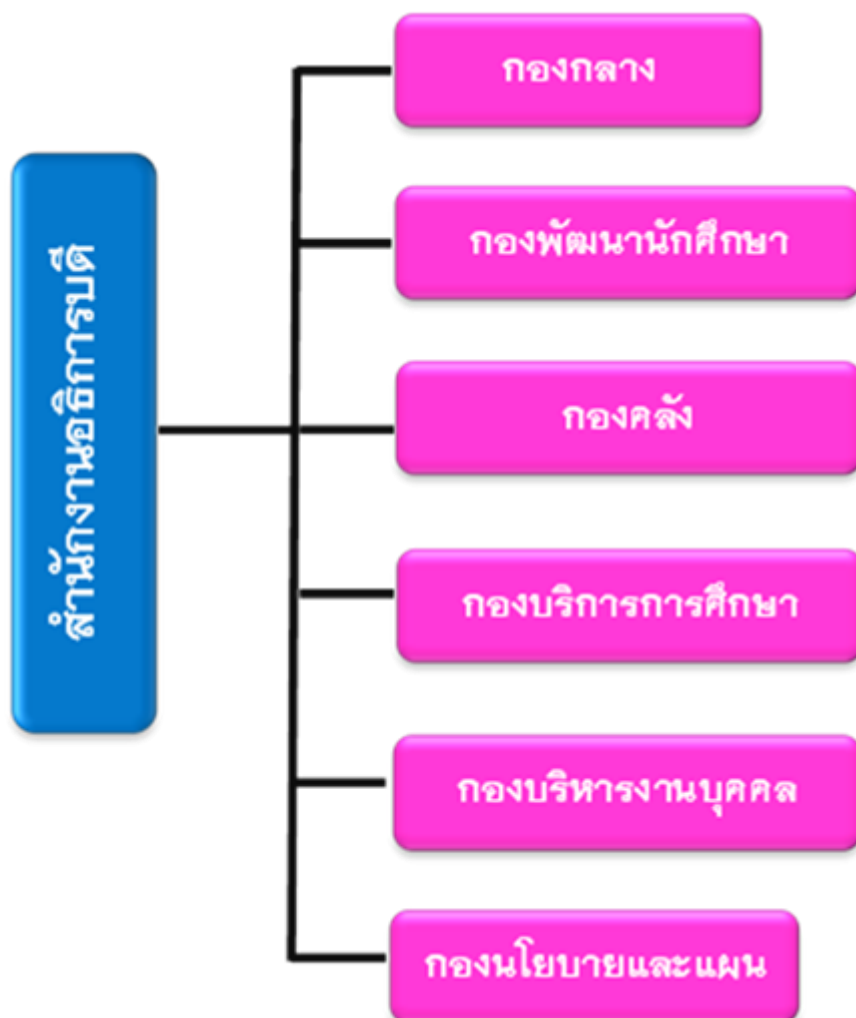 สำนักงานอธิการบดี
กองกลาง
กองพัฒนานักศึกษา
กองคลัง
กองบริการการศึกษา
กองบริหารงานบุคคล
กองนโยบายและแผน